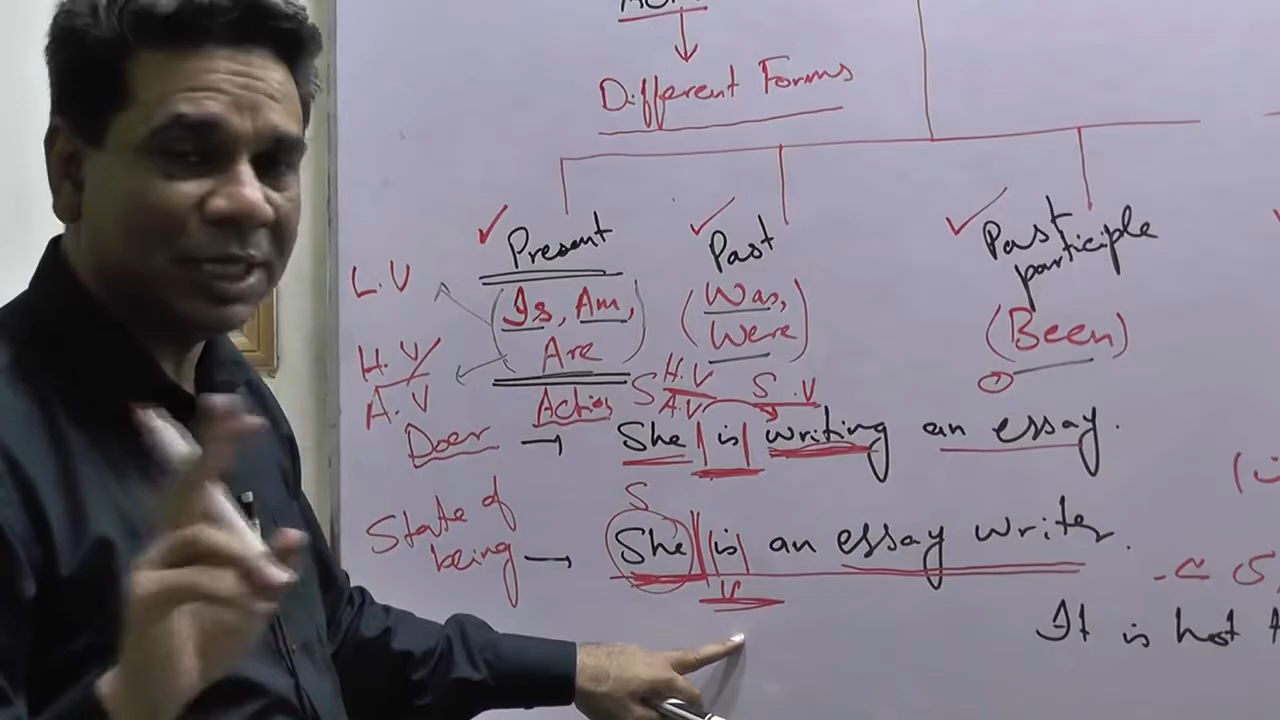 Different Forms
Present Past Past participle
L.V
(Is, Am, Are)
(Was, Were)
(Been)
H.V
A.V
Action
S H.V
A.V
S.V
Doer → She is writing an essay.
State of being → She is an essay writer.
S
V
It is hot